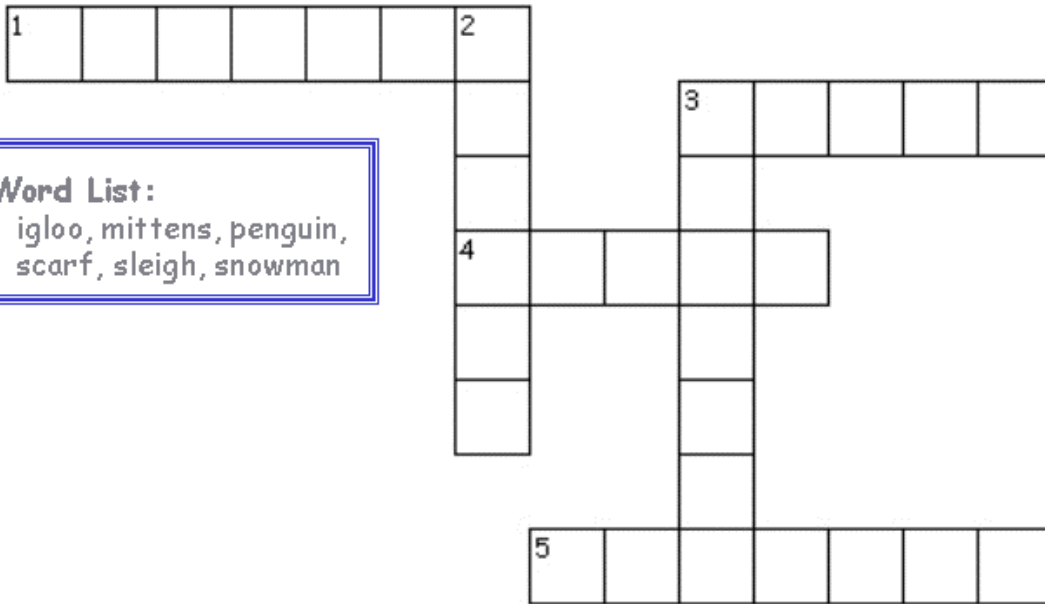 1
2
3
Word List:
igloo, mittens, penguin,
scarf, sleigh, snowman
4
5